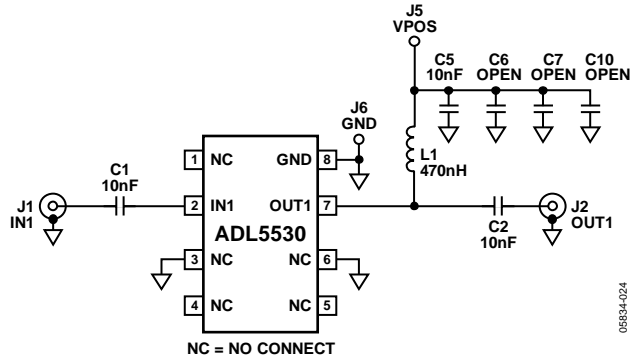 J5
VPOS
C5
10nF
C6
OPEN
C7
OPEN
C10
OPEN
J6
GND
L1
470nH
C1
10nF
J1
IN1
1 NC
GND 8
2 IN1
OUT1 7
ADL5530
3 NC
NC 6
4 NC
NC 5
C2
10nF
J2
OUT1
NC = NO CONNECT
05834-024